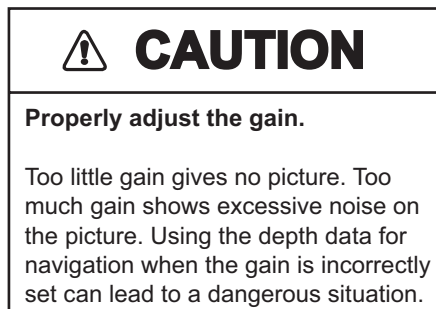 CAUTION
Properly adjust the gain.
Too little gain gives no picture. Too
much gain shows excessive noise on
the picture. Using the depth data for
navigation when the gain is incorrectly
set can lead to a dangerous situation.